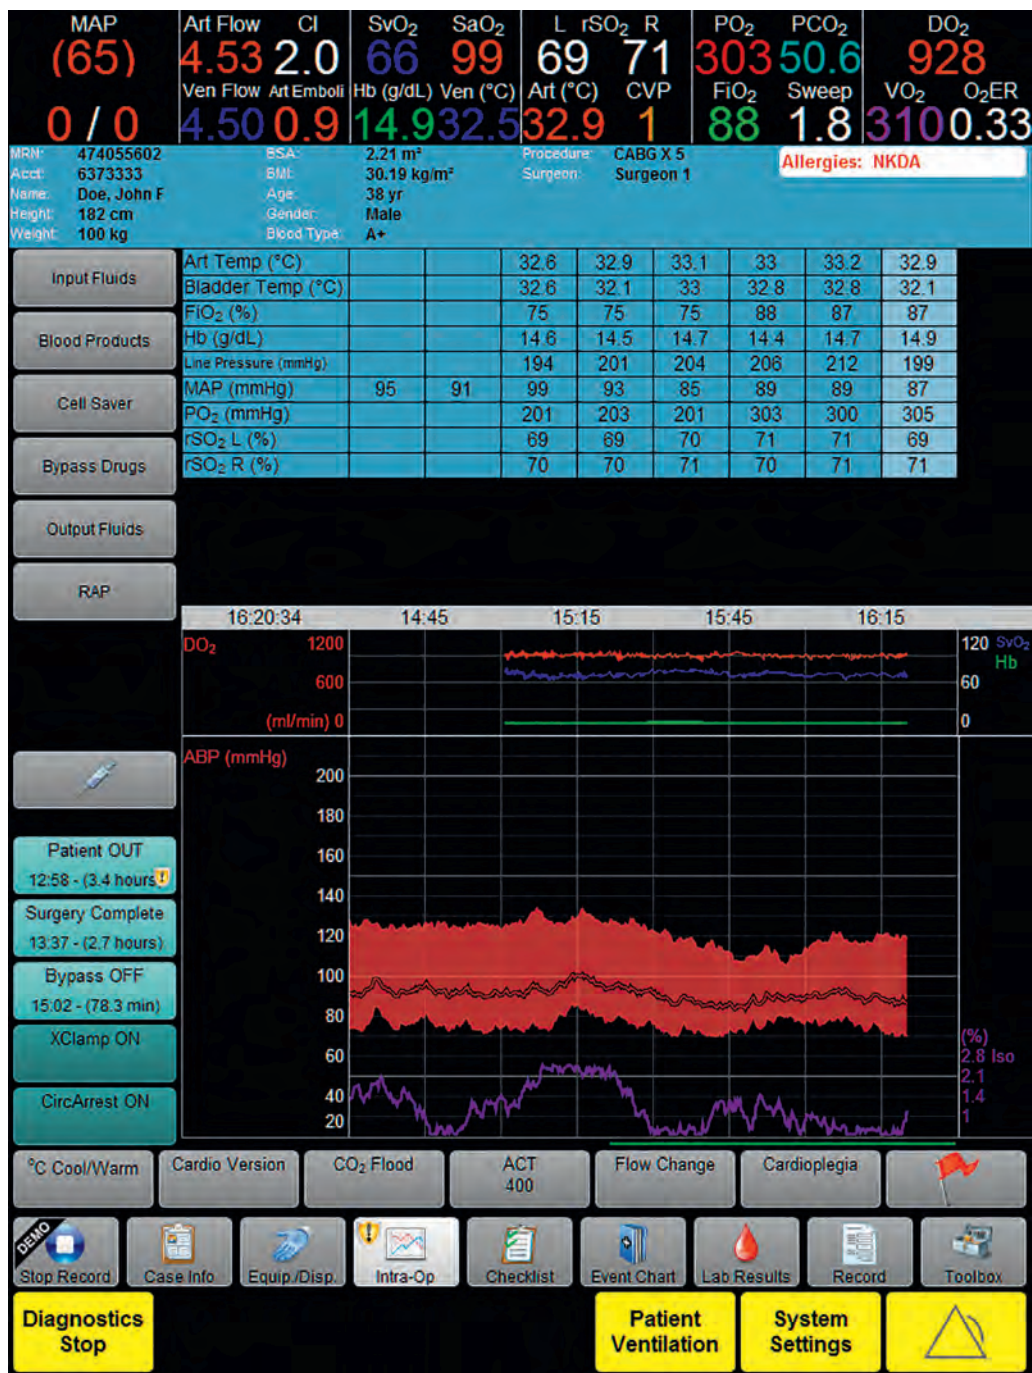 MAP Art Flow CI SvO₂ SaO₂ L rSO₂ R PO₂ PCO₂ DO₂
(65) 4.53 2.0 66 99 69 71 303 50.6 928
Ven Flow Art Emboli Hb (g/dL) Ven (°C) Art (°C) CVP FiO₂ Sweep VO₂ O₂ER
0 / 0 4.50 0.9 14.9 32.5 32.9 1 88 1.8 310 0.33
MRN: 474055602 BSA: 2.21 m² Procedure: CABG X 5 Allergies: NKDA
Acct: 6373333 BMI: 30.19 kg/m² Surgeon: Surgeon 1
Name: Doe, John F Age: 38 yr
Height: 182 cm Gender: Male
Weight: 100 kg Blood Type: A+
Input Fluids
Blood Products
Cell Saver
Bypass Drugs
Output Fluids
RAP
Art Temp (°C) 32.6 32.9 33.1 33 33.2 32.9
Bladder Temp (°C) 32.6 32.1 33 32.8 32.8 32.1
FiO₂ (%) 75 75 75 88 87 87
Hb (g/dL) 14.6 14.5 14.7 14.4 14.7 14.9
Line Pressure (mmHg) 194 201 204 206 212 199
MAP (mmHg) 95 91 99 93 85 89 89 87
PO₂ (mmHg) 201 203 201 303 300 305
rSO₂ L (%) 69 69 70 71 71 69
rSO₂ R (%) 70 70 71 70 71 71
16:20:34 14:45 15:15 15:45 16:15
DO₂ 1200 120 SvO₂
Hb
600 60
(ml/min) 0 0
ABP (mmHg)
200
180
160
140
120
100
80
60
40
20
(%)
2.8 Iso
2.1
1.4
1
Patient OUT
12:58 - (3.4 hours)
Surgery Complete
13:37 - (2.7 hours)
Bypass OFF
15:02 - (78.3 min)
XClamp ON
CircArrest ON
°C Cool/Warm Cardio Version CO₂ Flood ACT Flow Change Cardioplegia
400
DEMO
Stop Record Case Info Equip./Disp. Intra-Op Checklist Event Chart Lab Results Record Toolbox
Diagnostics Stop
Patient Ventilation
System Settings